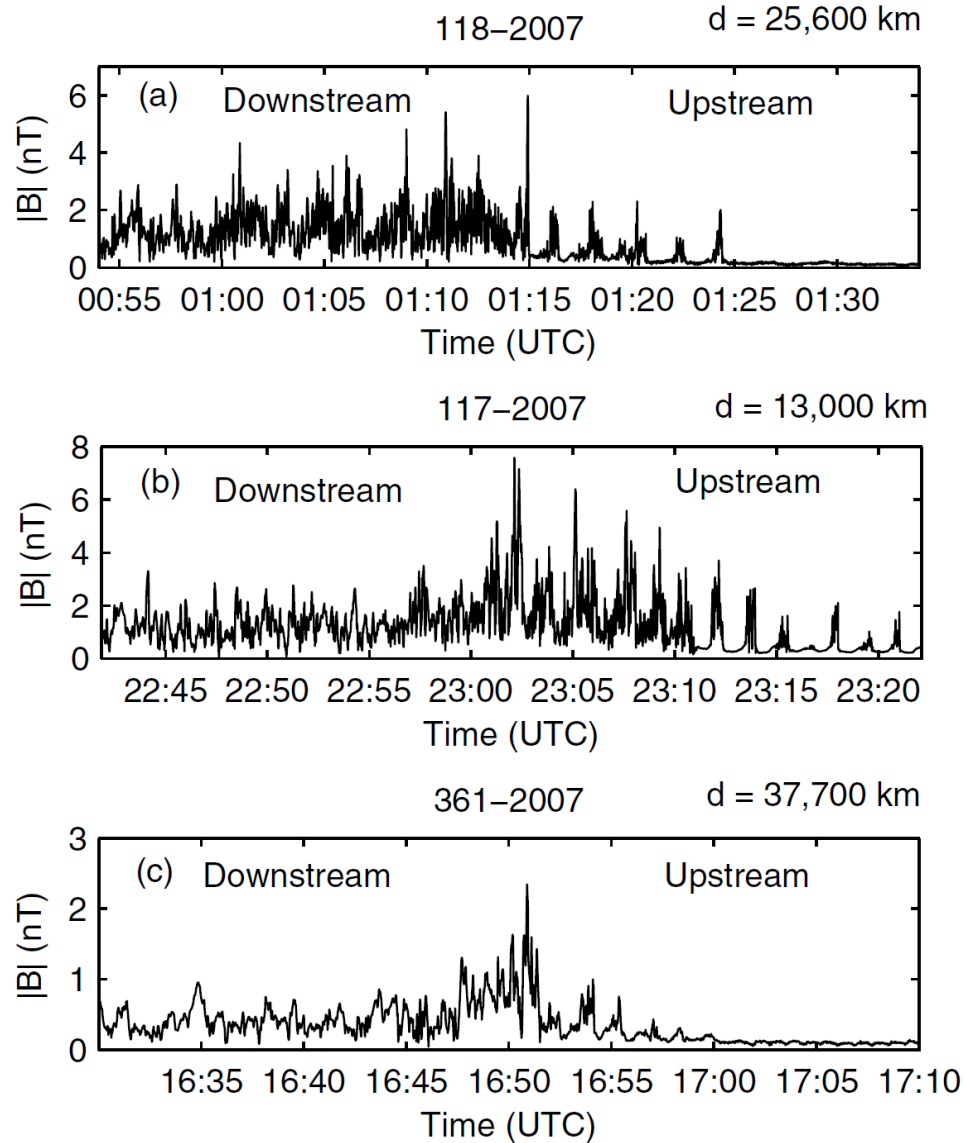 118−2007 d = 25,600 km
(a) Downstream Upstream
|B| (nT)
6
4
2
0
00:55 01:00 01:05 01:10 01:15 01:20 01:25 01:30
Time (UTC)
117−2007 d = 13,000 km
(b) Downstream Upstream
|B| (nT)
8
6
4
2
0
22:45 22:50 22:55 23:00 23:05 23:10 23:15 23:20
Time (UTC)
361−2007 d = 37,700 km
(c) Downstream Upstream
|B| (nT)
3
2
1
0
16:35 16:40 16:45 16:50 16:55 17:00 17:05 17:10
Time (UTC)